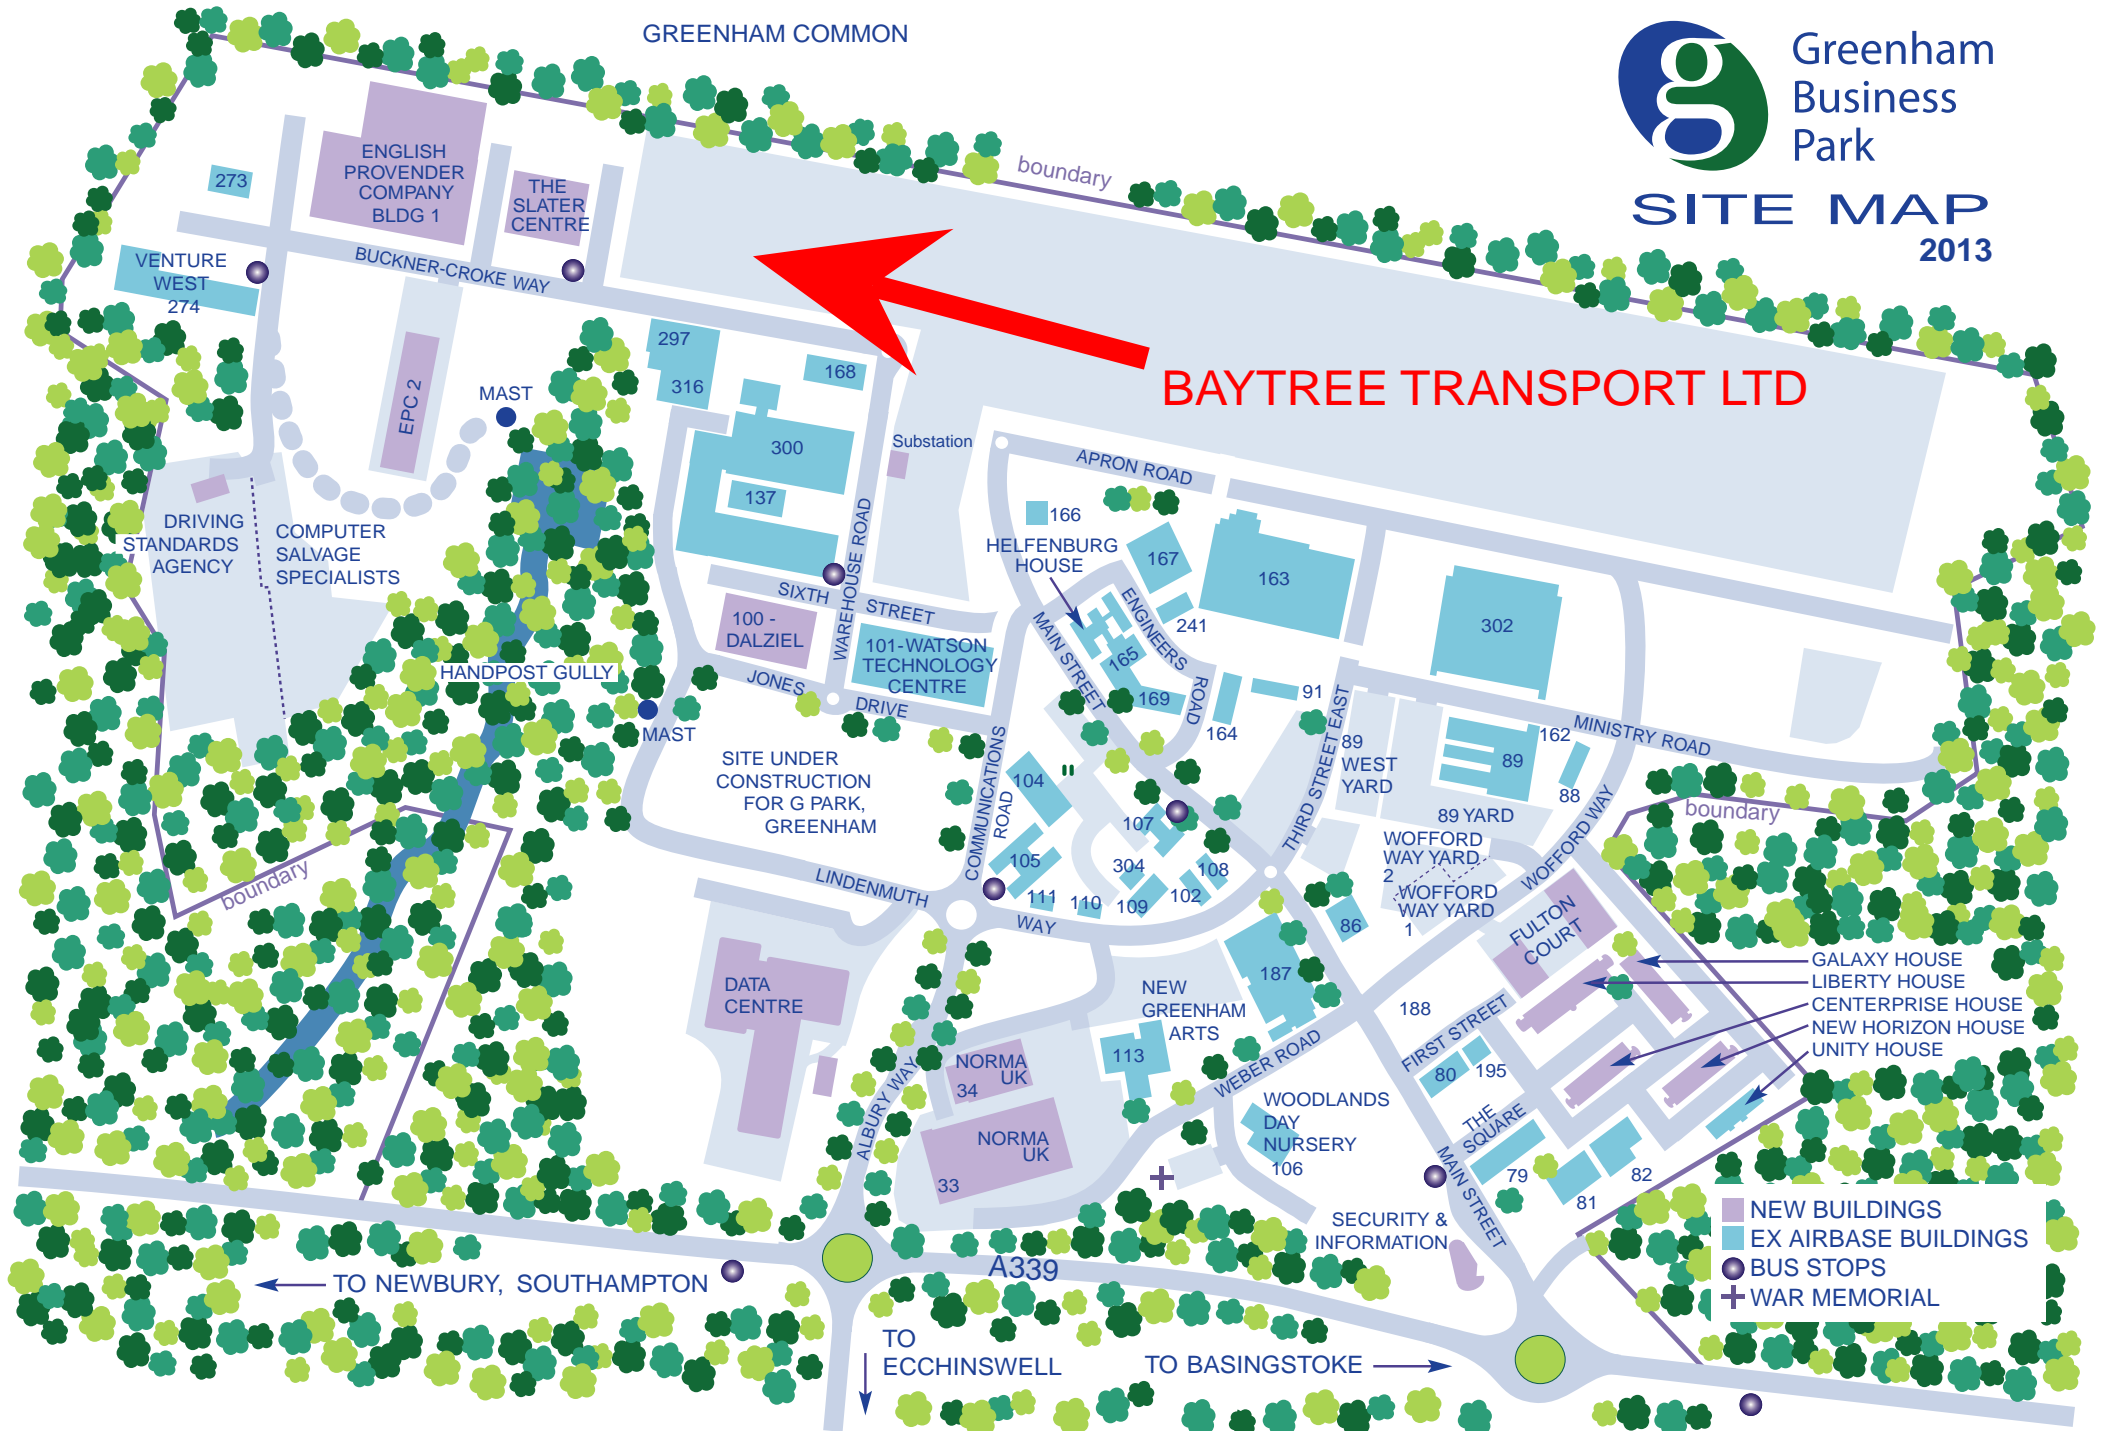 GREENHAM COMMON
Greenham
Business
Park
SITE MAP
2013
boundary
ENGLISH
PROVENDER
COMPANY
BLDG 1
273
THE
SLATER
CENTRE
VENTURE
WEST
274
BUCKNER-CROKE WAY
BAYTREE TRANSPORT LTD
297
316
168
EPC 2
MAST
300
137
Substation
APRON ROAD
166
HELFENBURG
HOUSE
167
163
DRIVING
STANDARDS
AGENCY
COMPUTER
SALVAGE
SPECIALISTS
WAREHOUSE ROAD
SIXTH STREET
100 -
DALZIEL
101-WATSON
TECHNOLOGY
CENTRE
MAIN STREET
ENGINEERS
ROAD
241
165
169
164
91
302
HANDPOST GULLY
MAST
JONES
DRIVE
SITE UNDER
CONSTRUCTION
FOR G PARK,
GREENHAM
COMMUNICATIONS
ROAD
104
105
107
304
108
111
110
109
102
THIRD STREET EAST
89
WEST
YARD
162
89
88
MINISTRY ROAD
89 YARD
WOFFORD
WAY YARD
2
WOFFORD
WAY YARD
1
WOFFORD WAY
boundary
boundary
LINDENMUTH
WAY
86
187
FULTON
COURT
GALAXY HOUSE
LIBERTY HOUSE
CENTERPRISE HOUSE
NEW HORIZON HOUSE
UNITY HOUSE
DATA
CENTRE
NEW
GREENHAM
ARTS
188
FIRST STREET
113
WEBER ROAD
80
195
NORMA
UK
34
NORMA
UK
33
ALBURY WAY
WOODLANDS
DAY
NURSERY
106
THE
SQUARE
MAIN STREET
79
81
82
SECURITY &
INFORMATION
NEW BUILDINGS
EX AIRBASE BUILDINGS
BUS STOPS
WAR MEMORIAL
A339
TO NEWBURY, SOUTHAMPTON
TO
ECCHINSWELL
TO BASINGSTOKE